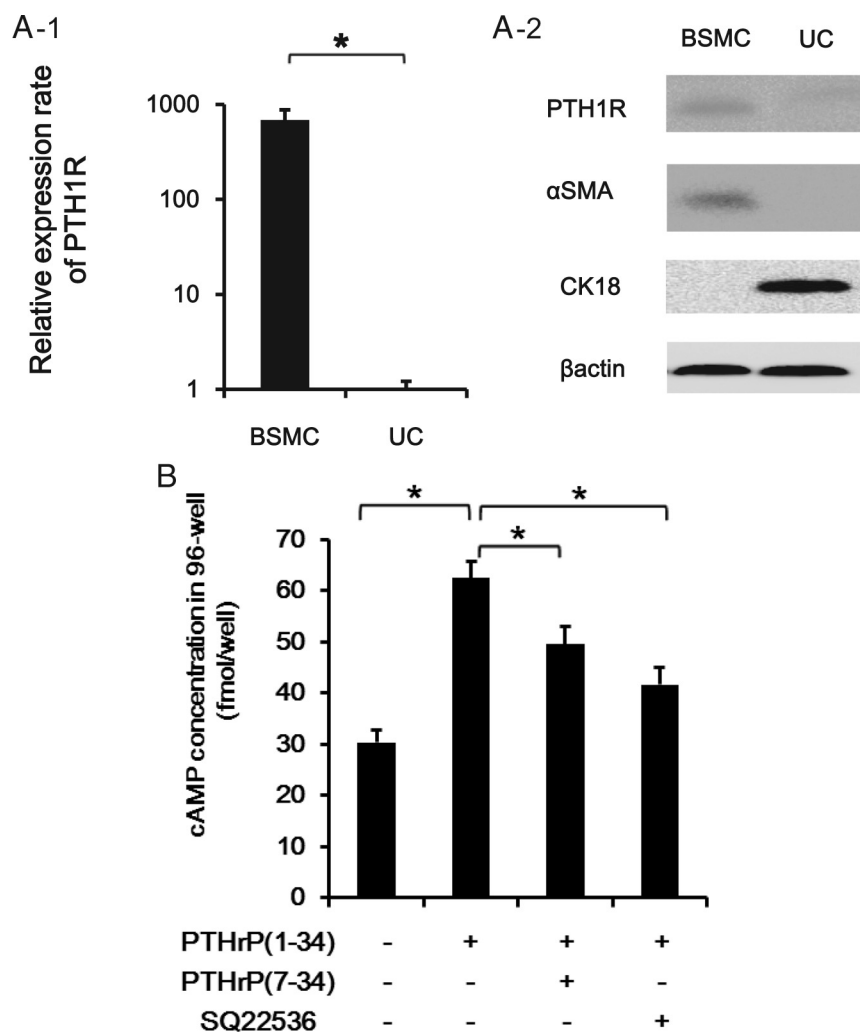 A-1
*
Relative expression rate
of PTH1R
1000
100
10
1
BSMC UC
A-2
BSMC UC
PTH1R
αSMA
CK18
βactin
B
* * *
cAMP concentration in 96-well
(fmol/well)
70
60
50
40
30
20
10
0
PTHrP(1-34) - + + +
PTHrP(7-34) - - + -
SQ22536 - - - +